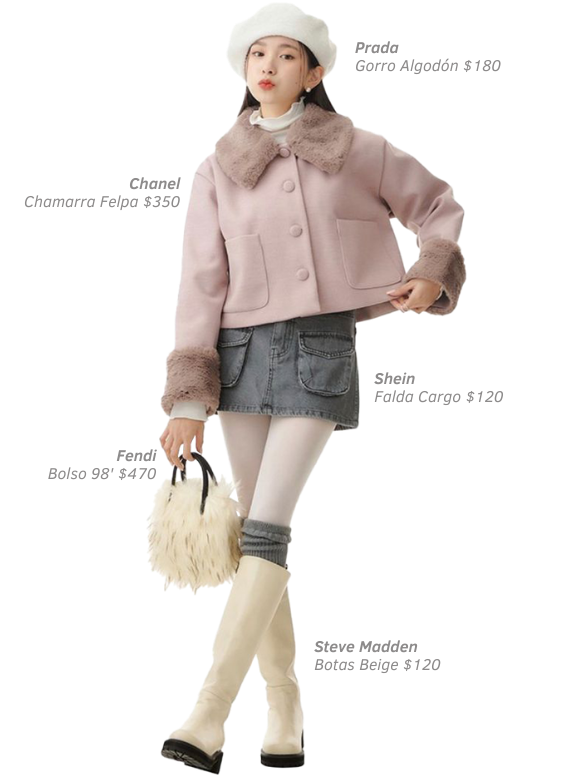 Prada
Gorro Algodón $180
Chanel
Chamarra Felpa $350
Shein
Falda Cargo $120
Fendi
Bolso 98' $470
Steve Madden
Botas Beige $120